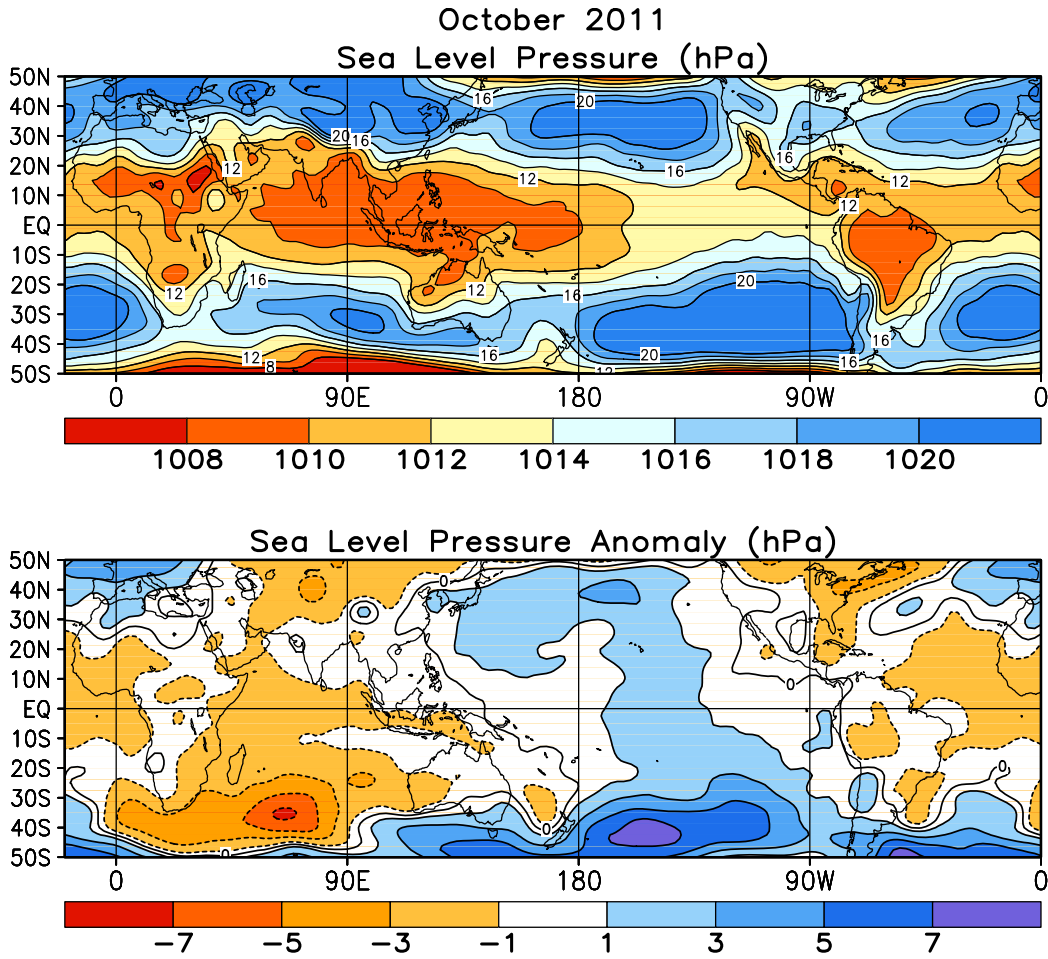 October 2011
Sea Level Pressure (hPa)
50N
40N
30N
20N
10N
EQ
10S
20S
30S
40S
50S
16
20
20
16
16
16
12
12
12
12
16
12
12
16
20
16
20
16
16
12
8
12
0
90E
180
90W
0
1008
1010
1012
1014
1016
1018
1020
Sea Level Pressure Anomaly (hPa)
50N
40N
30N
20N
10N
EQ
10S
20S
30S
40S
50S
0
0
0
0
0
0
90E
180
90W
0
−7
−5
−3
−1
1
3
5
7